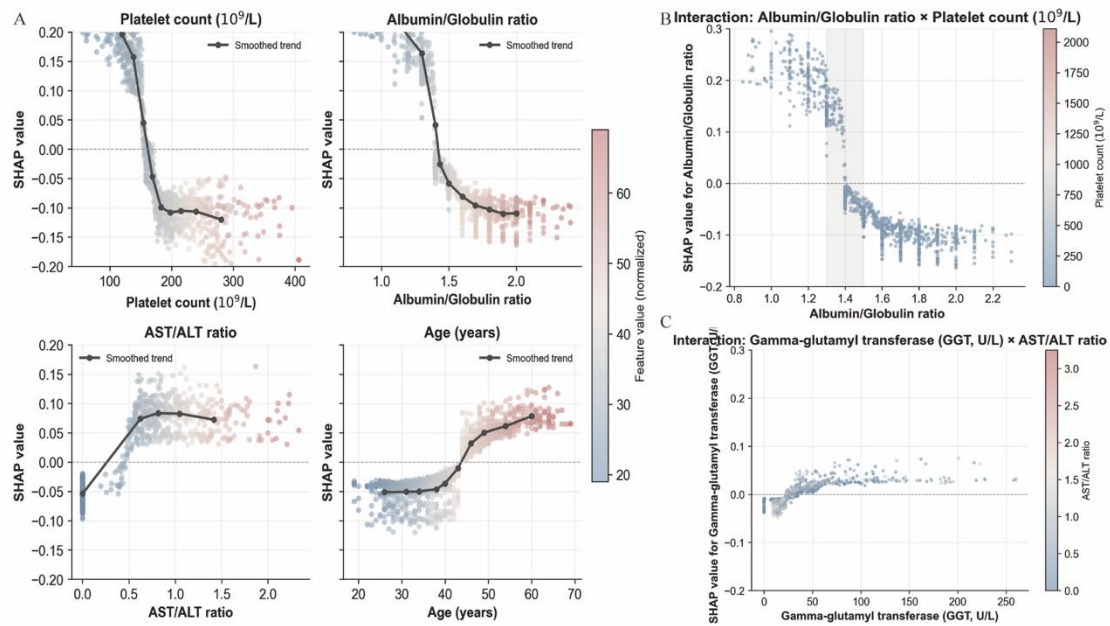 A
Platelet count (10⁹/L)
Albumin/Globulin ratio
0.20
0.15
0.10
0.05
0.00
−0.05
−0.10
−0.15
−0.20
SHAP value
Smoothed trend
100
200
300
400
Platelet count (10⁹/L)
SHAP value
Smoothed trend
1.0
1.5
2.0
Albumin/Globulin ratio
AST/ALT ratio
Age (years)
0.20
0.15
0.10
0.05
0.00
−0.05
−0.10
−0.15
−0.20
SHAP value
Smoothed trend
0.0
0.5
1.0
1.5
2.0
AST/ALT ratio
SHAP value
Smoothed trend
20
30
40
50
60
70
Age (years)
60
50
40
30
20
Feature value (normalized)
B
Interaction: Albumin/Globulin ratio × Platelet count (10⁹/L)
0.3
0.2
0.1
0.0
−0.1
−0.2
SHAP value for Albumin/Globulin ratio
0.8
1.0
1.2
1.4
1.6
1.8
2.0
2.2
Albumin/Globulin ratio
2000
1750
1500
1250
1000
750
500
250
0
Platelet count (10⁹/L)
C
Interaction: Gamma-glutamyl transferase (GGT, U/L) × AST/ALT ratio
0.3
0.2
0.1
0.0
−0.1
−0.2
SHAP value for Gamma-glutamyl transferase (GGT, U/
0
50
100
150
200
250
Gamma-glutamyl transferase (GGT, U/L)
3.0
2.5
2.0
1.5
1.0
0.5
0.0
AST/ALT ratio